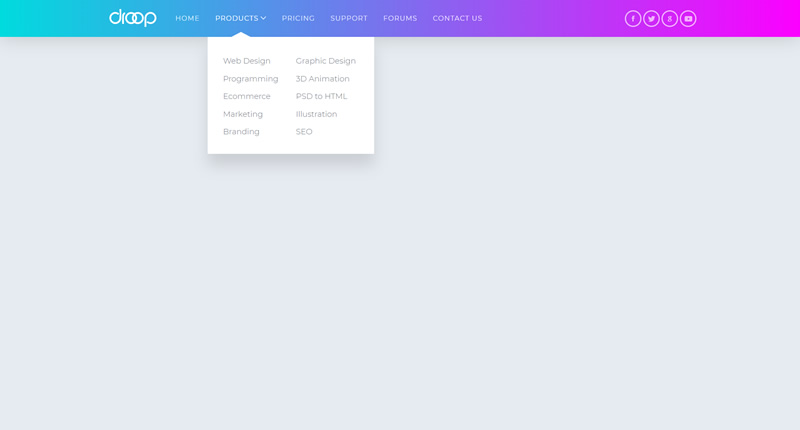 droop HOME PRODUCTS PRICING SUPPORT FORUMS CONTACT US
Web Design Graphic Design
Programming 3D Animation
Ecommerce PSD to HTML
Marketing Illustration
Branding SEO